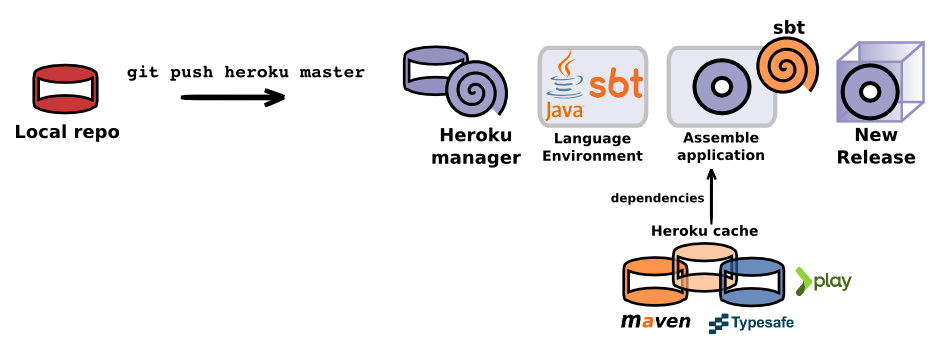 sbt
git push heroku master
Local repo
Heroku
manager
Java
sbt
Language
Environment
Assemble
application
New
Release
dependencies
Heroku cache
play
maven
Typesafe